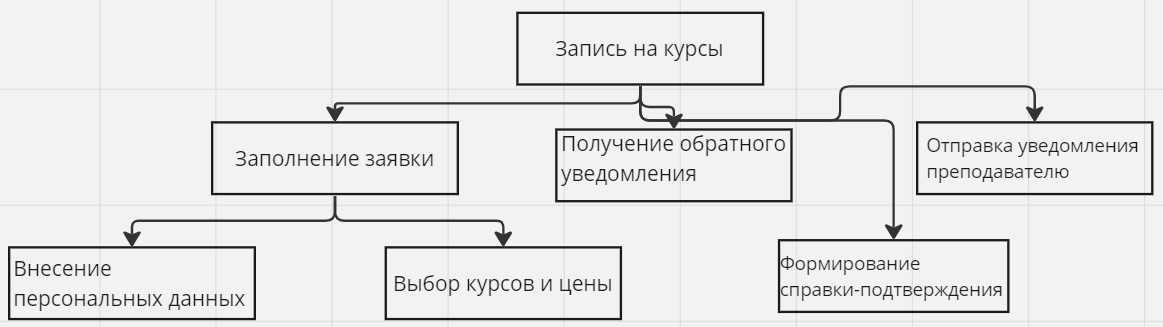 Запись на курсы
Заполнение заявки
Получение обратного
уведомления
Отправка уведомления
преподавателю
Внесение
персональных данных
Выбор курсов и цены
Формирование
справки-подтверждения